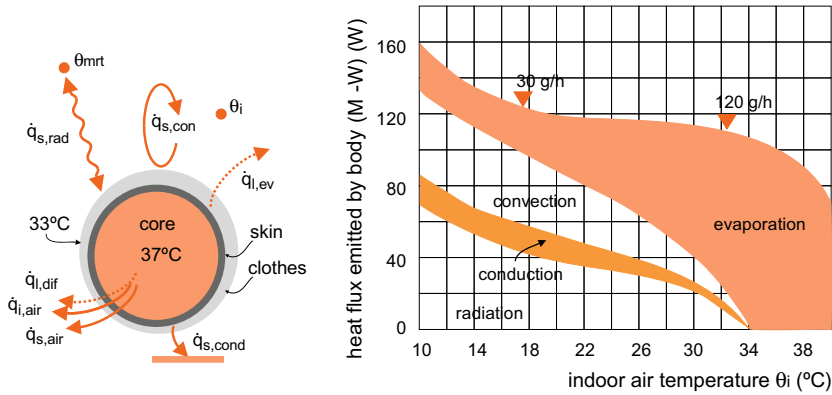 θmrt
θi
q̇s,con
q̇s,rad
q̇l,ev
33ºC
core
37ºC
skin
clothes
q̇l,dif
q̇i,air
q̇s,air
q̇s,cond
heat flux emitted by body (M -W) (W)
160
120
80
40
0
30 g/h
120 g/h
convection
evaporation
conduction
radiation
10 14 18 22 26 30 34 38
indoor air temperature θi (ºC)